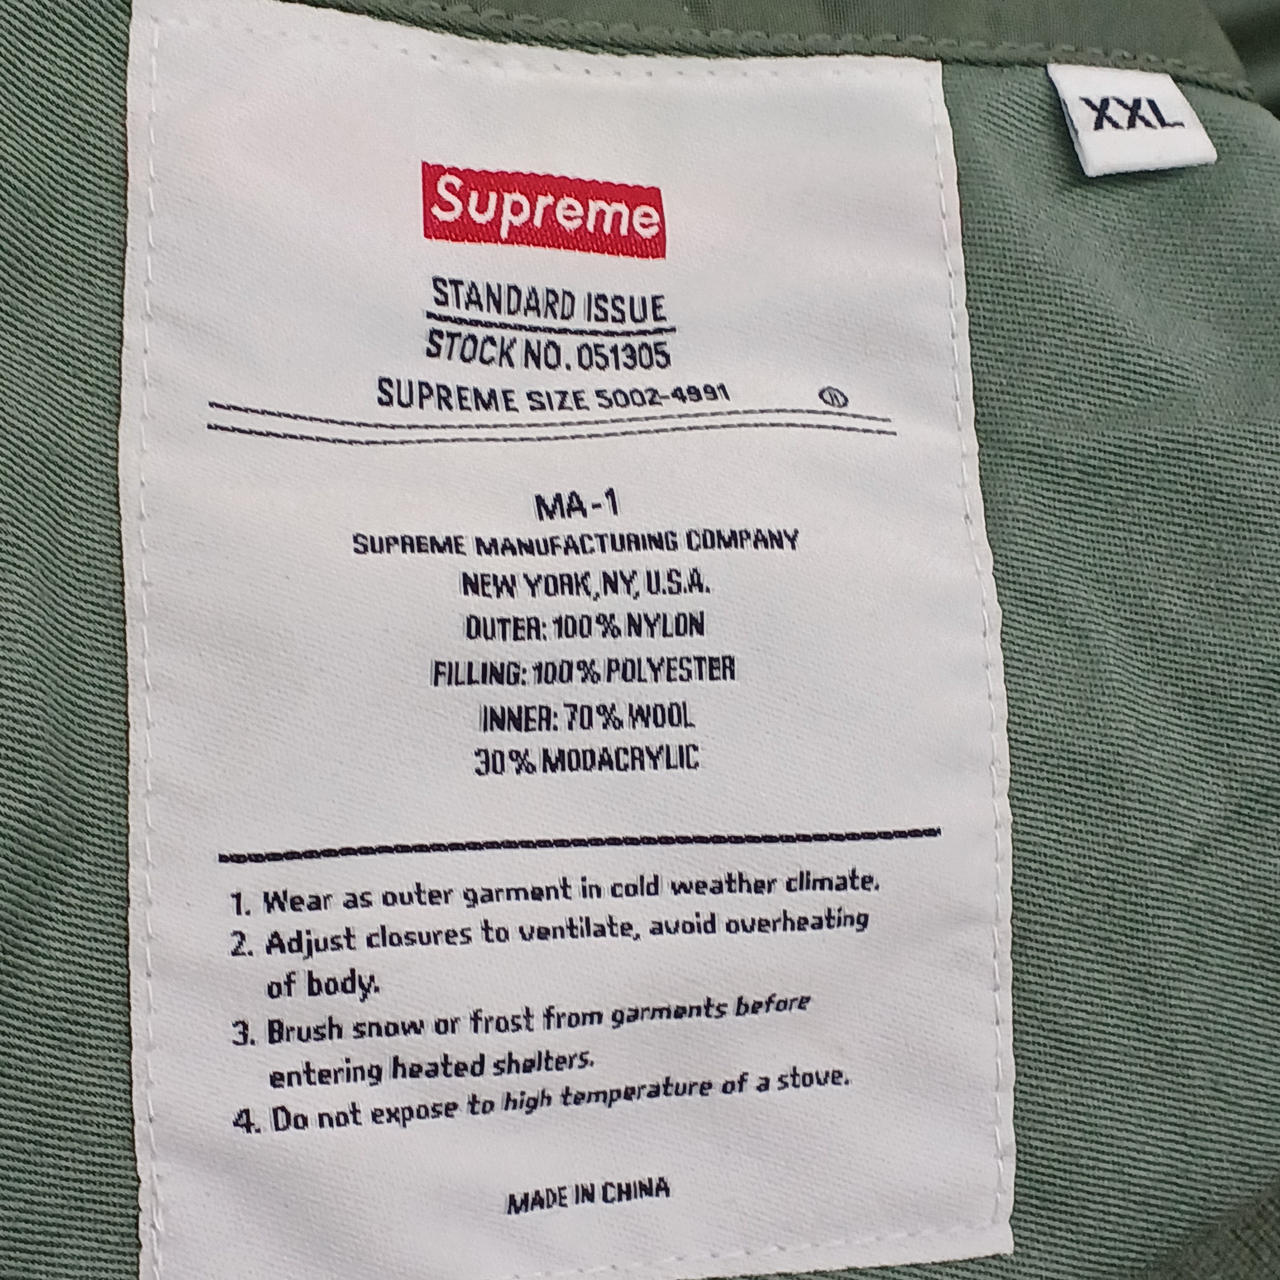 XXL
Supreme
STANDARD ISSUE
STOCK NO. 051305
SUPREME SIZE 5002-4991
MA-1
SUPREME MANUFACTURING COMPANY
NEW YORK, NY, U.S.A.
OUTER: 100% NYLON
FILLING: 100% POLYESTER
INNER: 70% WOOL
30% MODACRYLIC
1. Wear as outer garment in cold weather climate.
2. Adjust closures to ventilate, avoid overheating
of body.
3. Brush snow or frost from garments before
entering heated shelters.
4. Do not expose to high temperature of a stove.
MADE IN CHINA